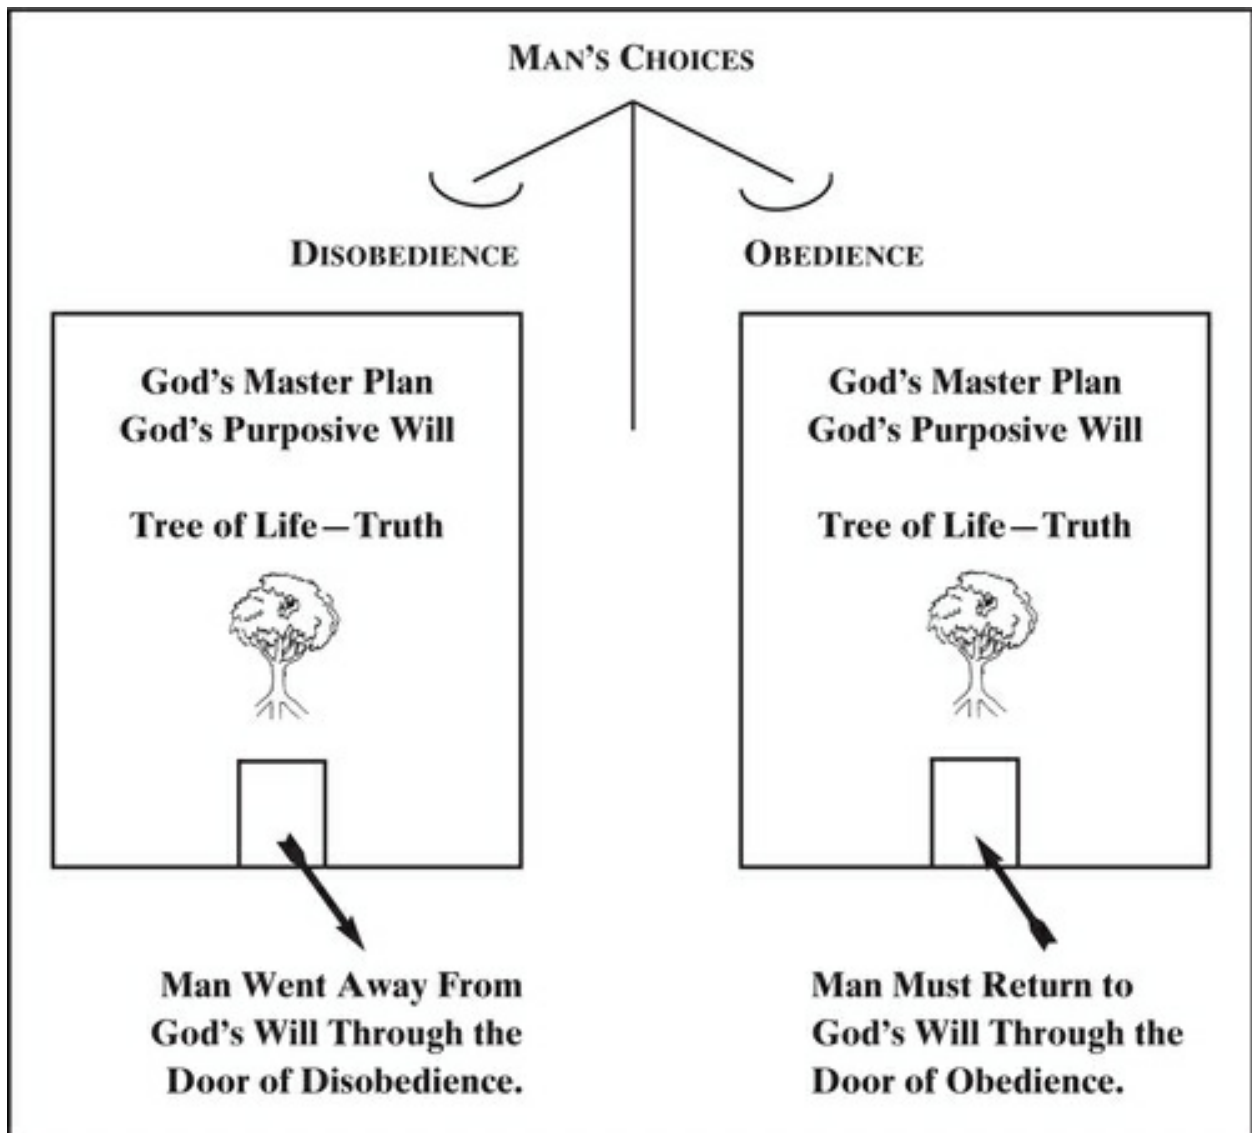 MAN'S CHOICES
DISOBEDIENCE
OBEDIENCE
God's Master Plan
God's Purposive Will
Tree of Life—Truth
God's Master Plan
God's Purposive Will
Tree of Life—Truth
Man Went Away From
God's Will Through the
Door of Disobedience.
Man Must Return to
God's Will Through the
Door of Obedience.